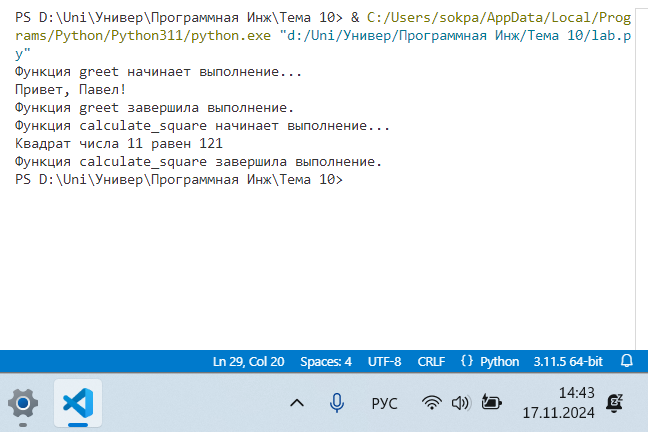 PS D:\Uni\Универ\Программная Инж\Тема 10> & C:/Users/sokpa/AppData/Local/Prog
rams/Python/Python311/python.exe "d:/Uni/Универ/Программная Инж/Тема 10/lab.p
y"
Функция greet начинает выполнение...
Привет, Павел!
Функция greet завершила выполнение.
Функция calculate_square начинает выполнение...
Квадрат числа 11 равен 121
Функция calculate_square завершила выполнение.
PS D:\Uni\Универ\Программная Инж\Тема 10>
Ln 29, Col 20 Spaces: 4 UTF-8 CRLF {} Python 3.11.5 64-bit
РУС 14:43
17.11.2024